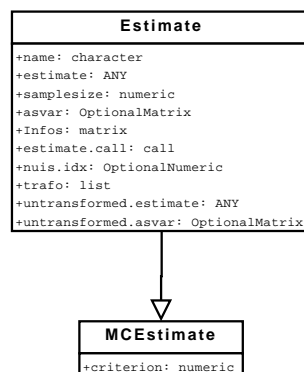 Estimate
+name: character
+estimate: ANY
+samplesize: numeric
+asvar: OptionalMatrix
+Infos: matrix
+estimate.call: call
+nuis.idx: OptionalNumeric
+trafo: list
+untransformed.estimate: ANY
+untransformed.asvar: OptionalMatrix
MCEstimate
+criterion: numeric